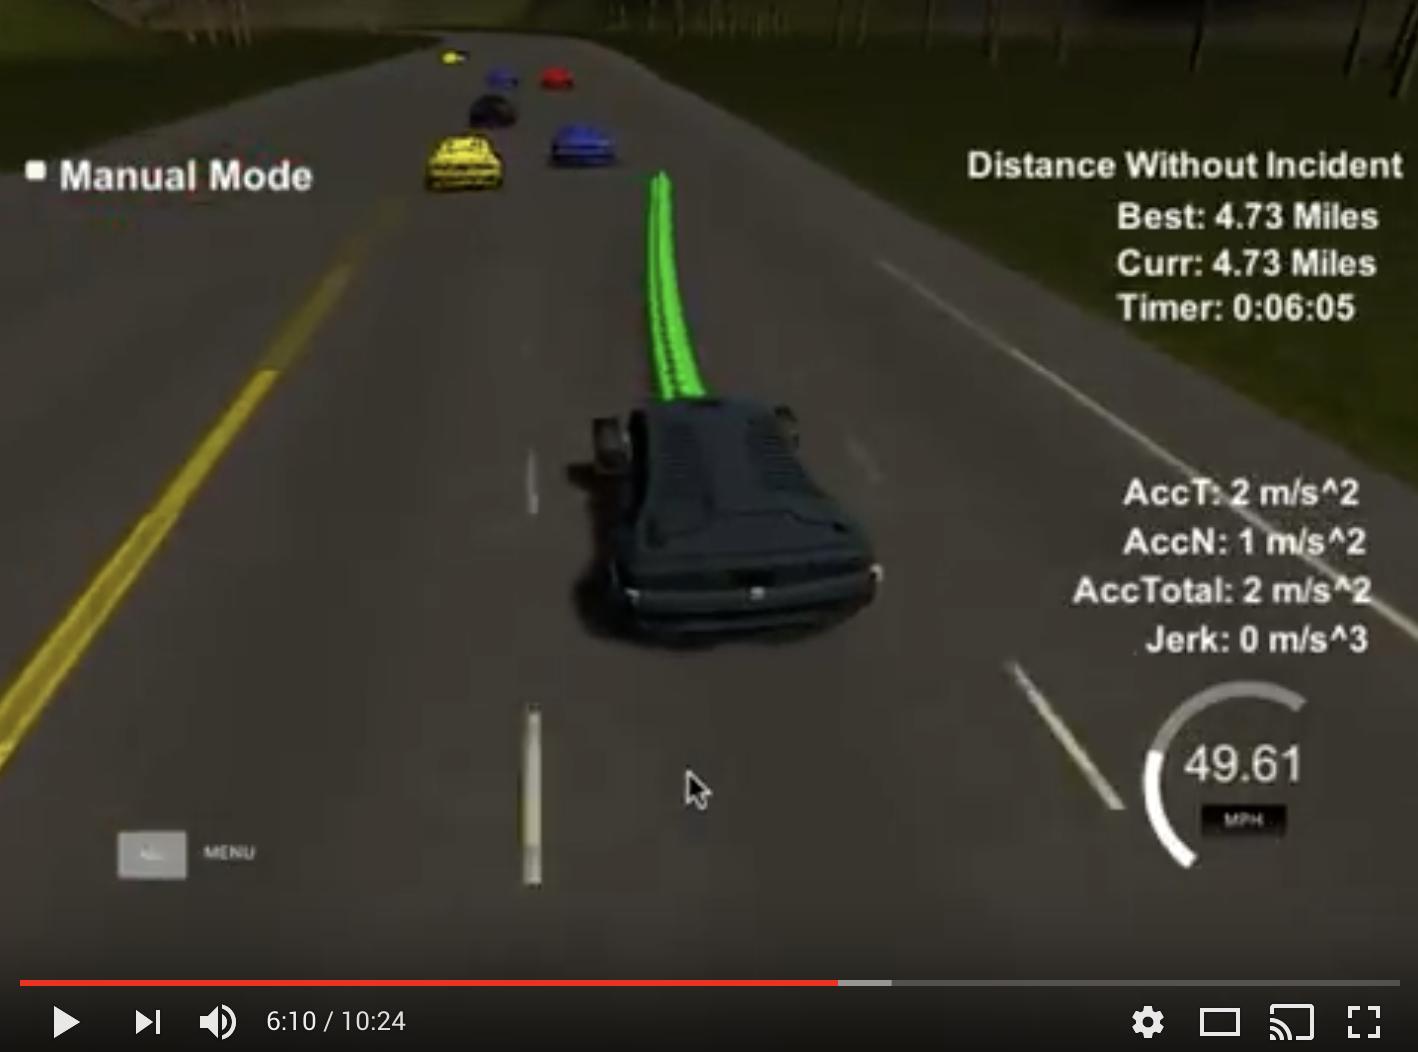 Manual Mode
Distance Without Incident
Best: 4.73 Miles
Curr: 4.73 Miles
Timer: 0:06:05
AccT: 2 m/s^2
AccN: 1 m/s^2
AccTotal: 2 m/s^2
Jerk: 0 m/s^3
49.61
MPH
MENU
6:10 / 10:24